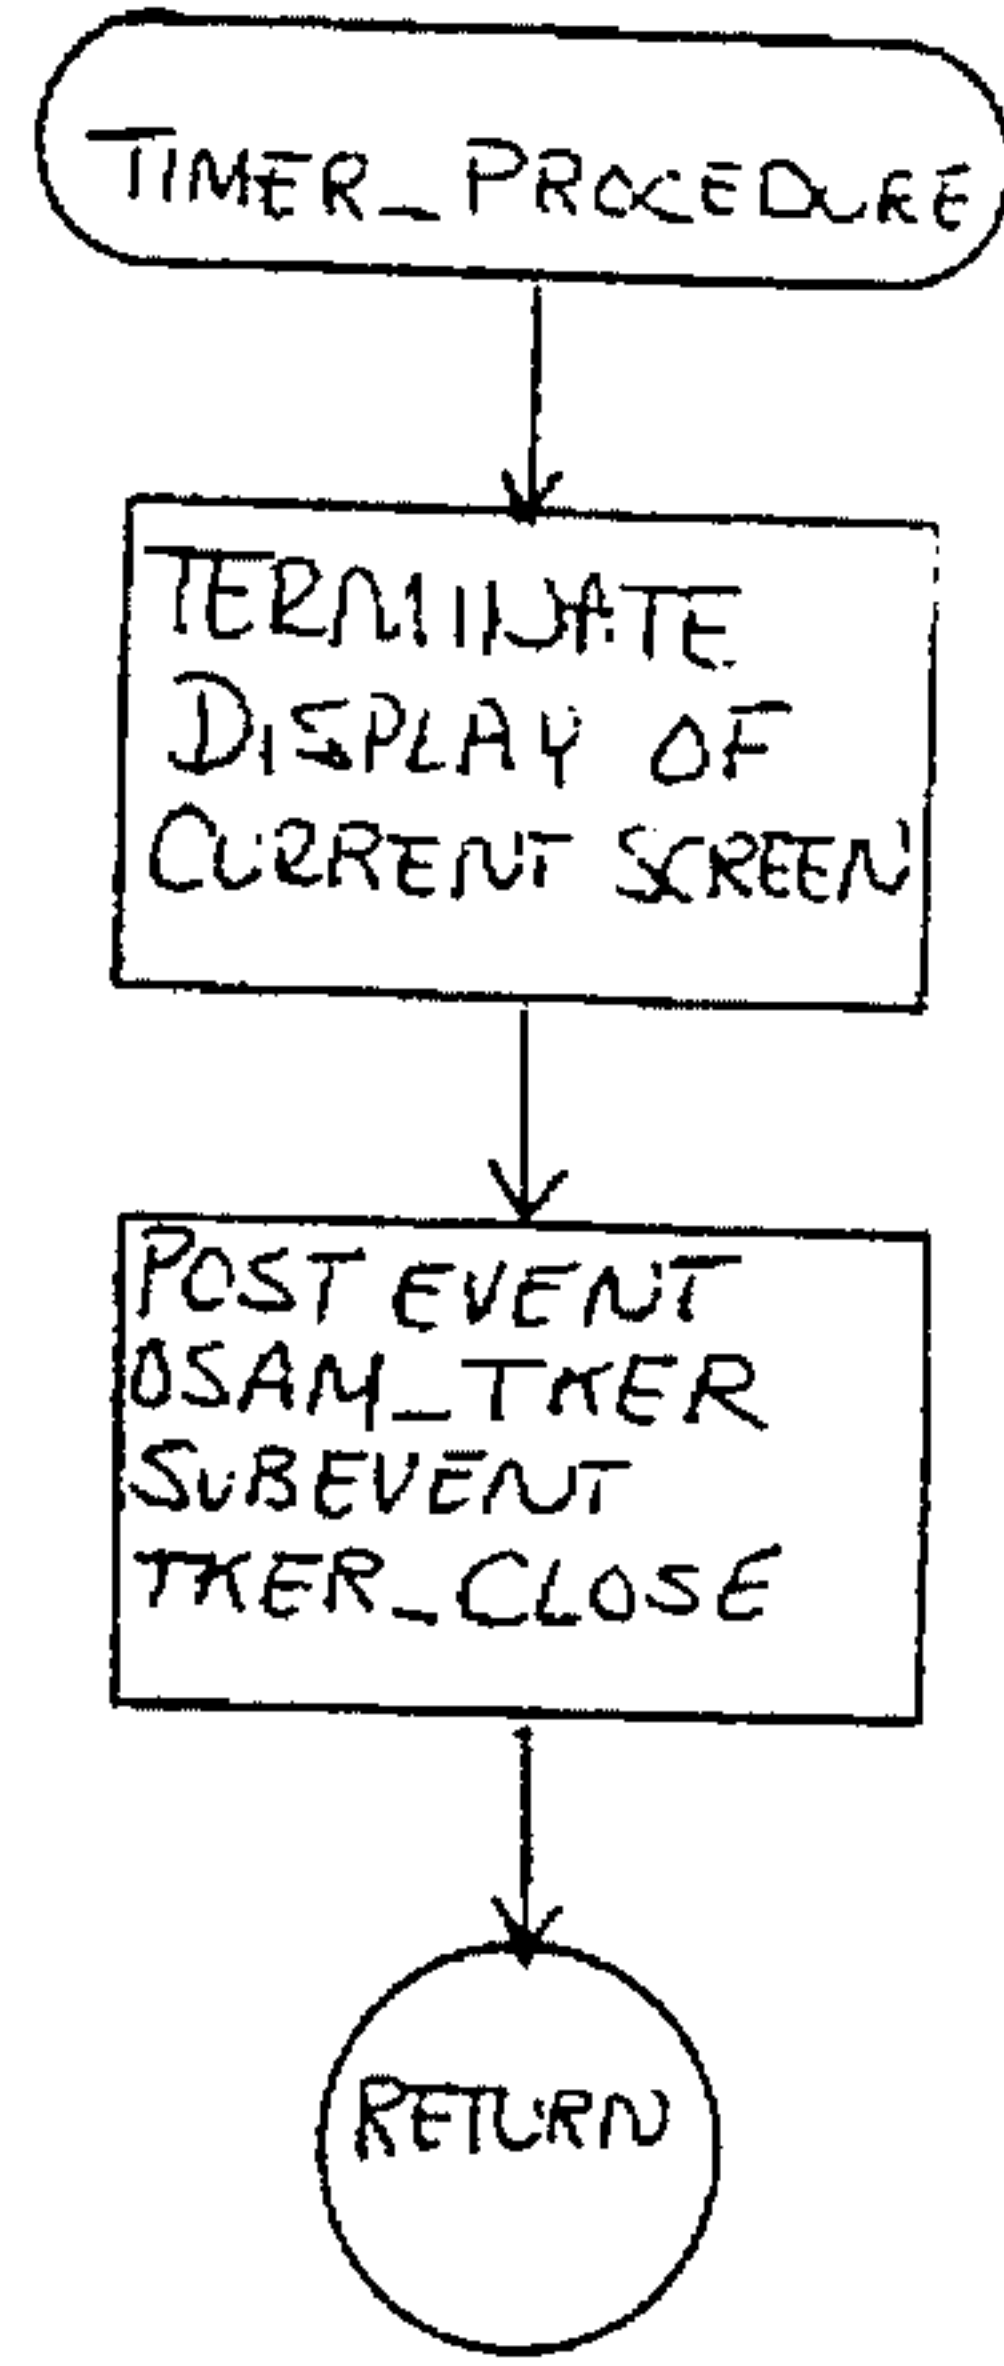 TIMER_PROCEDURE
TERMINATE
DISPLAY OF
CURRENT SCREEN
POST EVENT
OSAM_TKER
SUBEVENT
TKER_CLOSE
RETURN